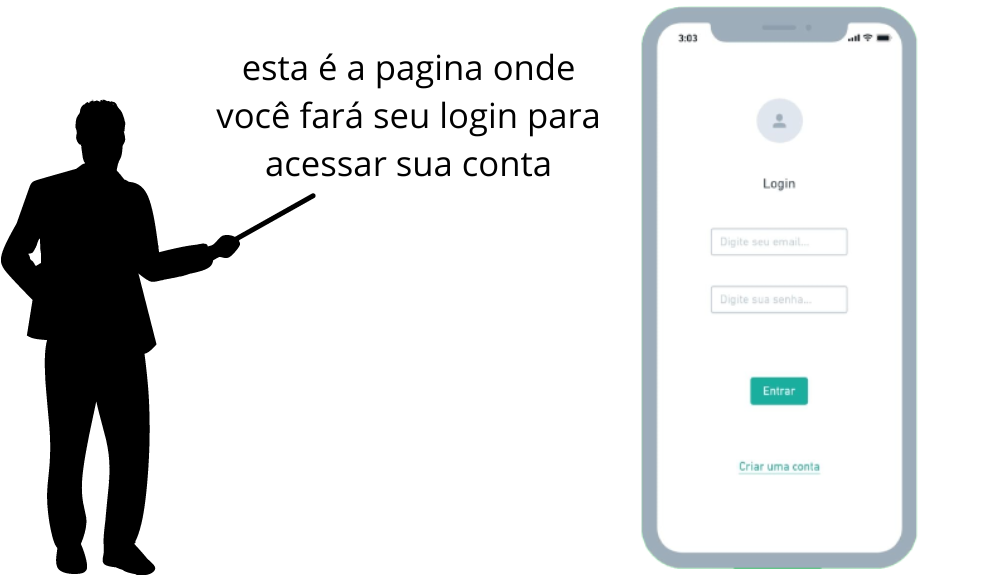 esta é a pagina onde
você fará seu login para
acessar sua conta
3:03
Login
Digite seu email...
Digite sua senha...
Entrar
Criar uma conta